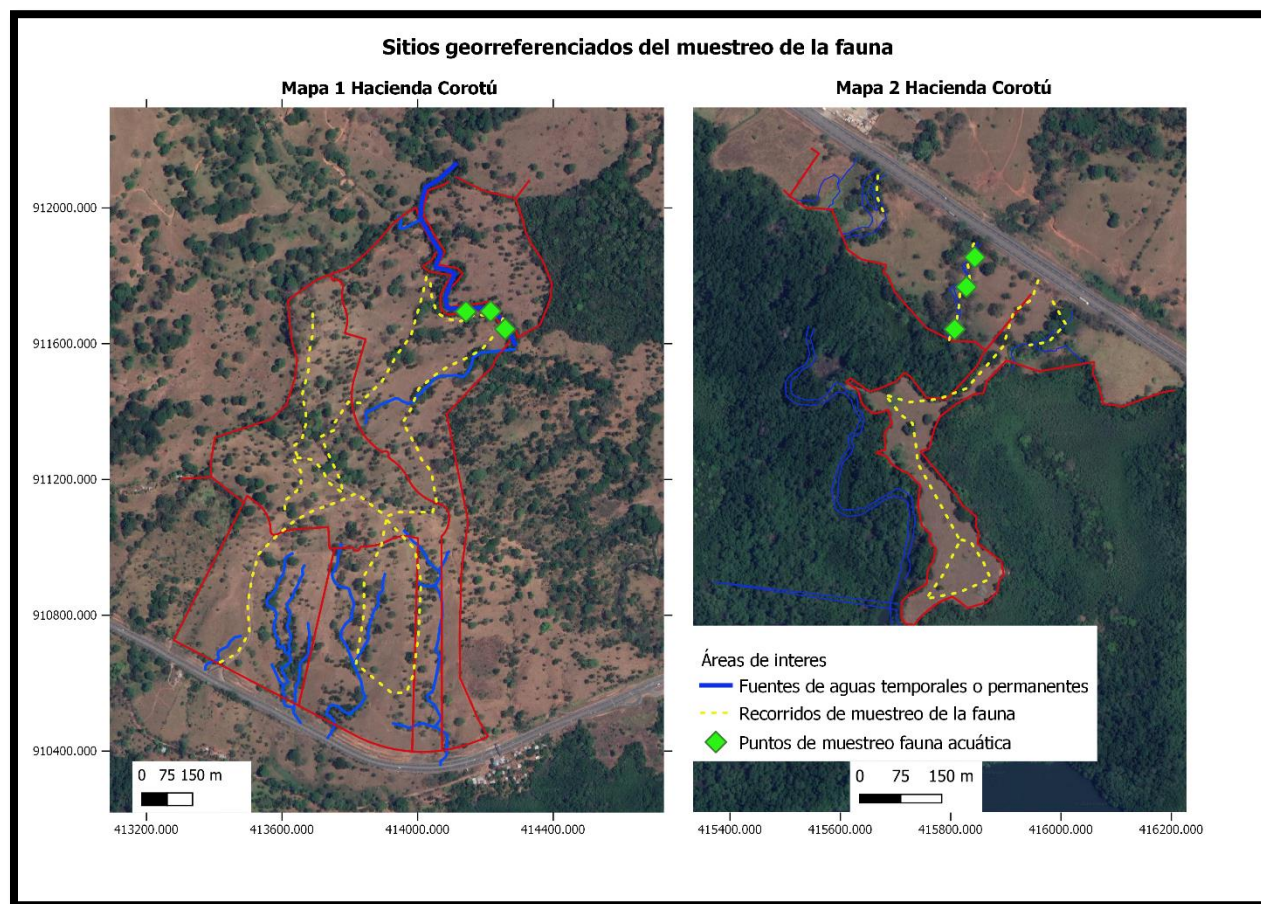 Sitios georreferenciados del muestreo de la fauna
Mapa 1 Hacienda Corotú
Mapa 2 Hacienda Corotú
912000.000
911600.000
911200.000
910800.000
910400.000
Áreas de interes
Fuentes de aguas temporales o permanentes
Recorridos de muestreo de la fauna
Puntos de muestreo fauna acuática
0 75 150 m
0 75 150 m
413200.000 413600.000 414000.000 414400.000
415400.000 415600.000 415800.000 416000.000 416200.000